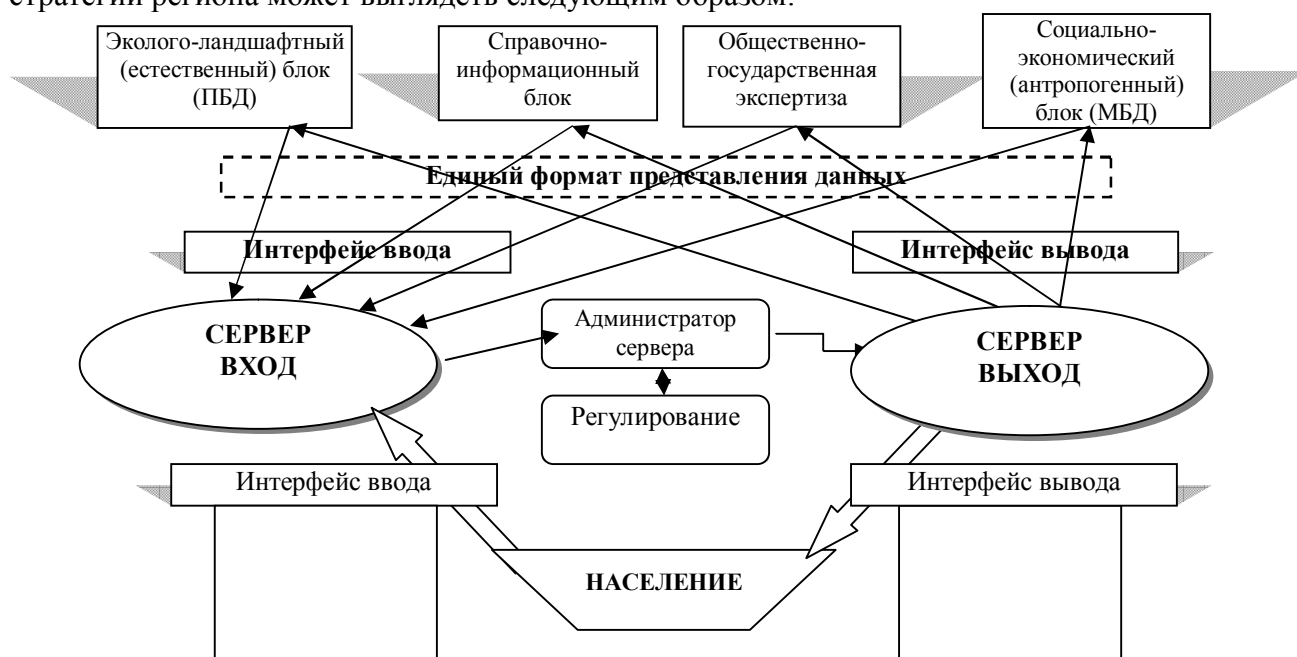 стратегии региона может выглядеть следующим образом:
Эколого-ландшафтный
(естественный) блок
(ПБД)
Справочно-
информационный
блок
Общественно-
государственная
экспертиза
Социально-
экономический
(антропогенный)
блок (МБД)
Единый формат представления данных
Интерфейс ввода
Интерфейс вывода
СЕРВЕР
ВХОД
Администратор
сервера
СЕРВЕР
ВЫХОД
Регулирование
Интерфейс ввода
Интерфейс вывода
НАСЕЛЕНИЕ